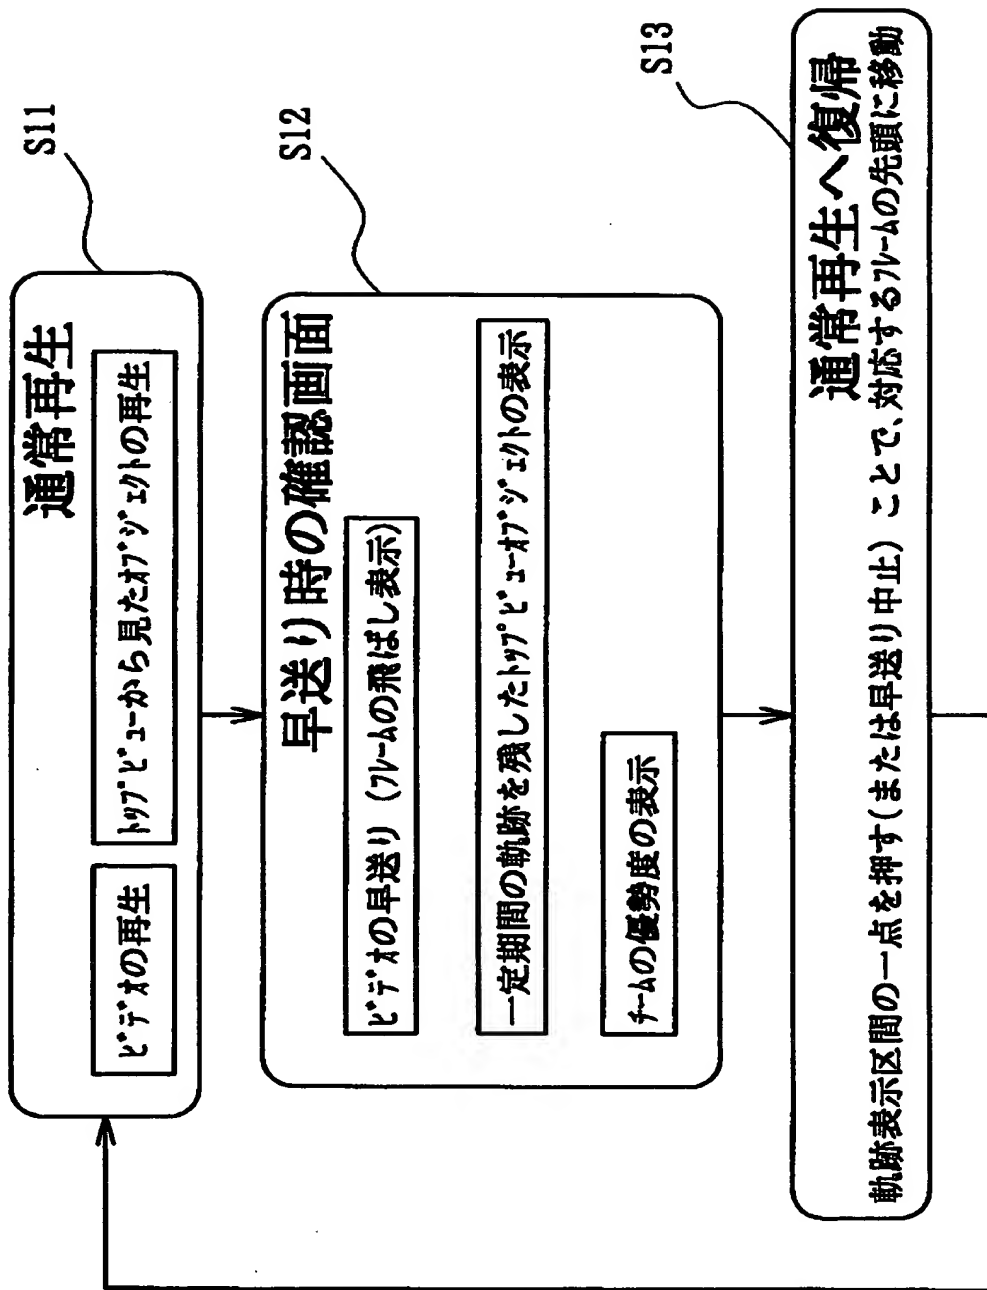 S11
通常再生
ビデオの再生
トップビューから見たオブジェクトの再生
S12
早送り時の確認画面
ビデオの早送り (フレームの飛ばし表示)
一定期間の軌跡を残したトップビューオブジェクトの表示
チームの優勢度の表示
S13
通常再生へ復帰
軌跡表示区間の一点を押す(または早送り中止) ことで、対応するフレームの先頭に移動